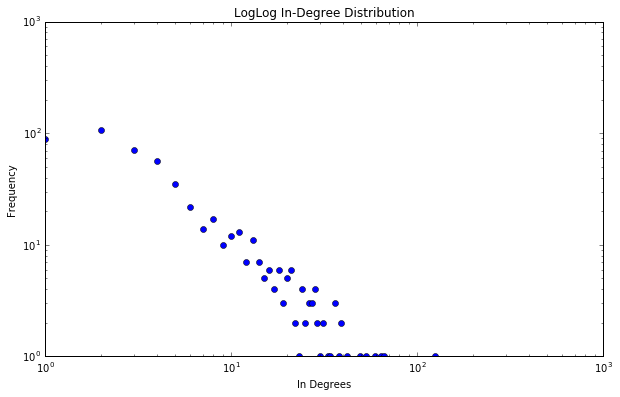 LogLog In-Degree Distribution
10³
10²
10¹
10⁰
Frequency
10⁰ 10¹ 10² 10³
In Degrees